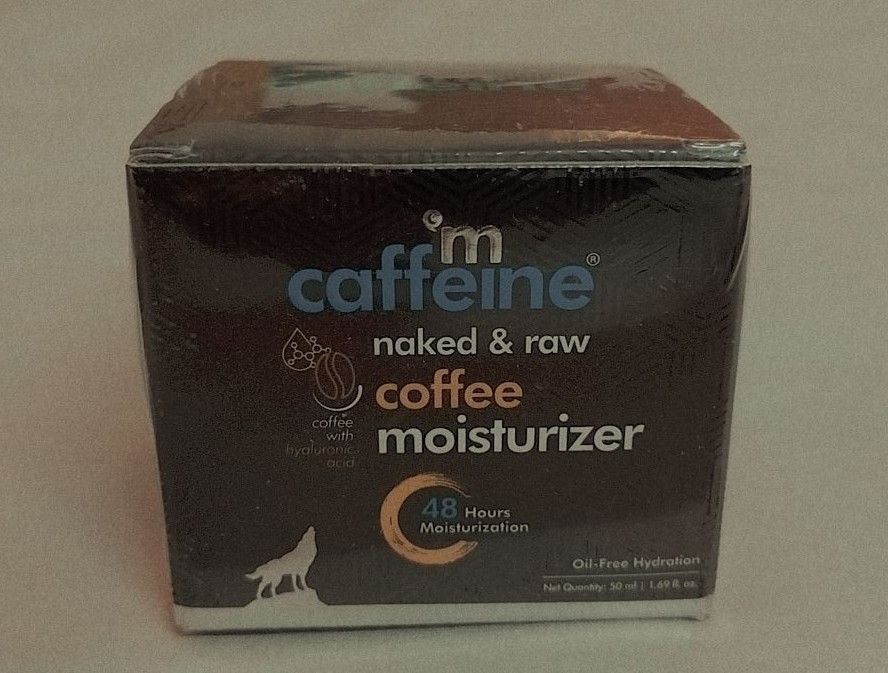 'm
caffeine®
naked & raw
coffee
moisturizer
coffee
with
hyaluronic
acid
48 Hours
Moisturization
Oil-Free Hydration
Net Quantity: 50 ml | 1.69 fl. oz.